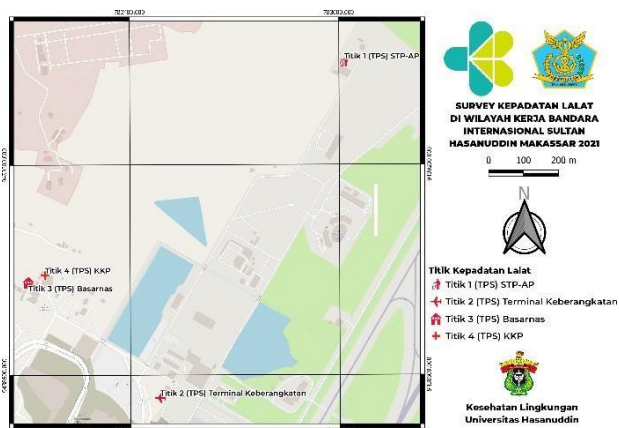 Titik 1 (TPS) STP-AP
Titik 4 (TPS) KKP
Titik 3 (TPS) Basarnas
Titik 2 (TPS) Terminal Keberangkatan
SURVEY KEPADATAN LALAT
DI WILAYAH KERJA BANDARA
INTERNASIONAL SULTAN
HASANUDDIN MAKASSAR 2021
0 100 200 m
N
Titik Kepadatan Lalat
Titik 1 (TPS) STP-AP
Titik 2 (TPS) Terminal Keberangkatan
Titik 3 (TPS) Basarnas
Titik 4 (TPS) KKP
Kesehatan Lingkungan
Universitas Hasanuddin